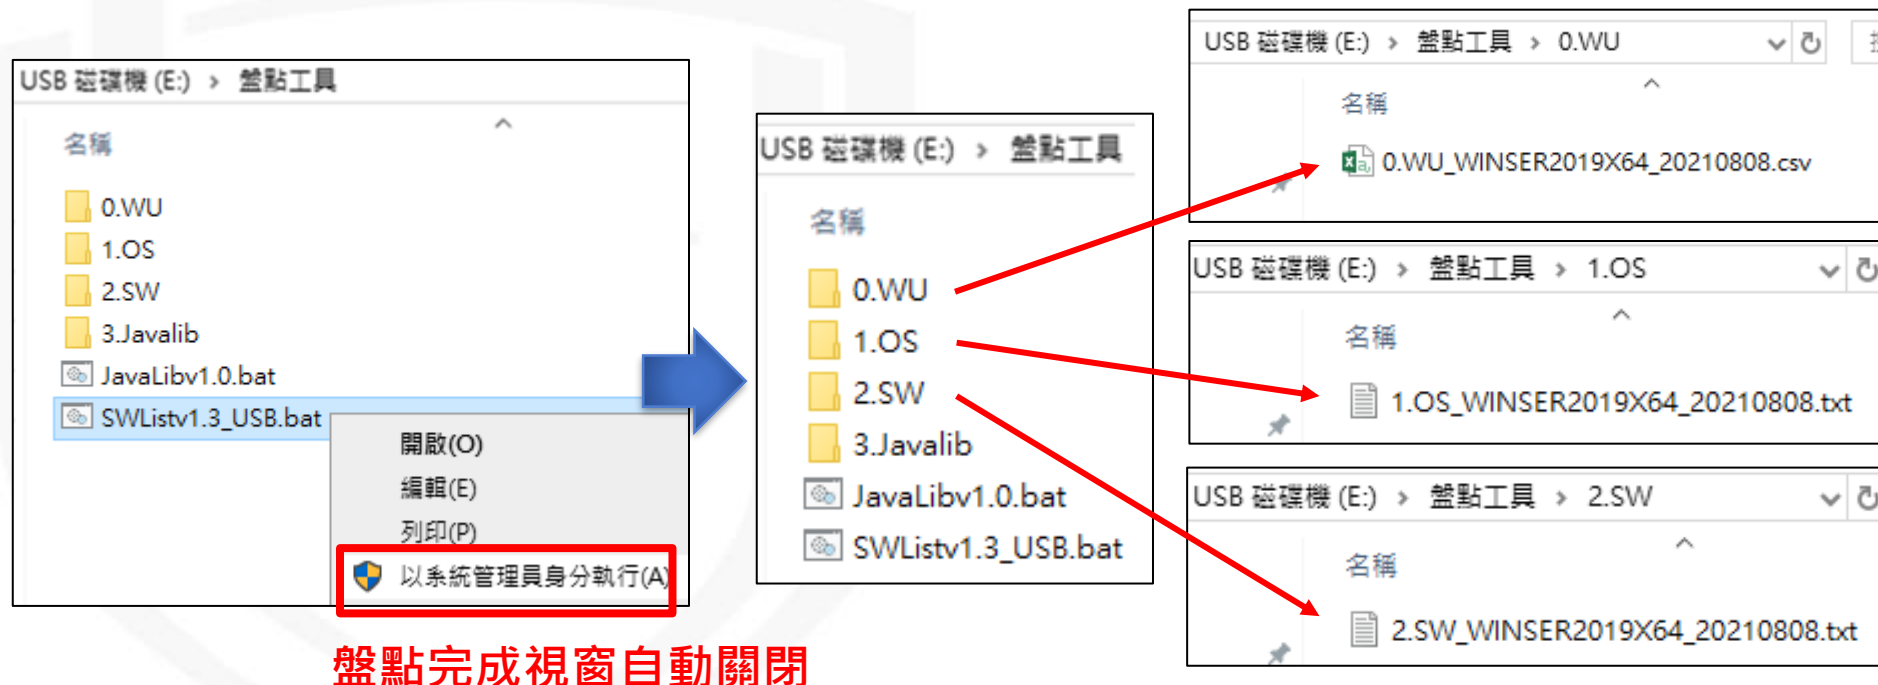 USB 磁碟機 (E:) > 盤點工具
名稱
0.WU
1.OS
2.SW
3.Javalib
JavaLibv1.0.bat
SWListv1.3_USB.bat
開啟(O)
編輯(E)
列印(P)
以系統管理員身分執行(A)
盤點完成視窗自動關閉
USB 磁碟機 (E:) > 盤點工具
名稱
0.WU
1.OS
2.SW
3.Javalib
JavaLibv1.0.bat
SWListv1.3_USB.bat
USB 磁碟機 (E:) > 盤點工具 > 0.WU
名稱
0.WU_WINSER2019X64_20210808.csv
USB 磁碟機 (E:) > 盤點工具 > 1.OS
名稱
1.OS_WINSER2019X64_20210808.txt
USB 磁碟機 (E:) > 盤點工具 > 2.SW
名稱
2.SW_WINSER2019X64_20210808.txt